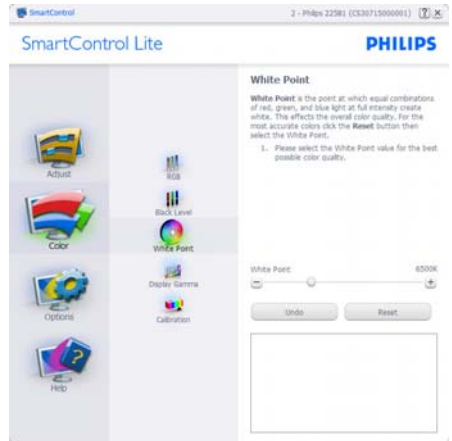 SmartControl
2 - Philips 225B1 (CS30715000001)
?
SmartControl Lite
PHILIPS
Adjust
Color
Options
Help
RGB
Black Level
White Point
Display Gamma
Calibration
White Point
White Point is the point at which equal combinations
of red, green, and blue light at full intensity create
white. This effects the overall color quality. For the
most accurate colors click the Reset button then
select the White Point.
1. Please select the White Point value for the best
possible color quality.
White Point
6500K
Undo
Reset